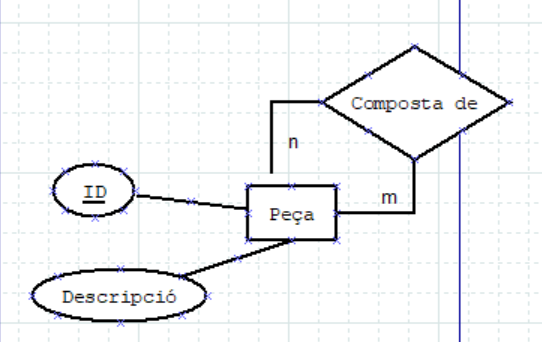 Composta de
n
ID
m
Peça
Descripció